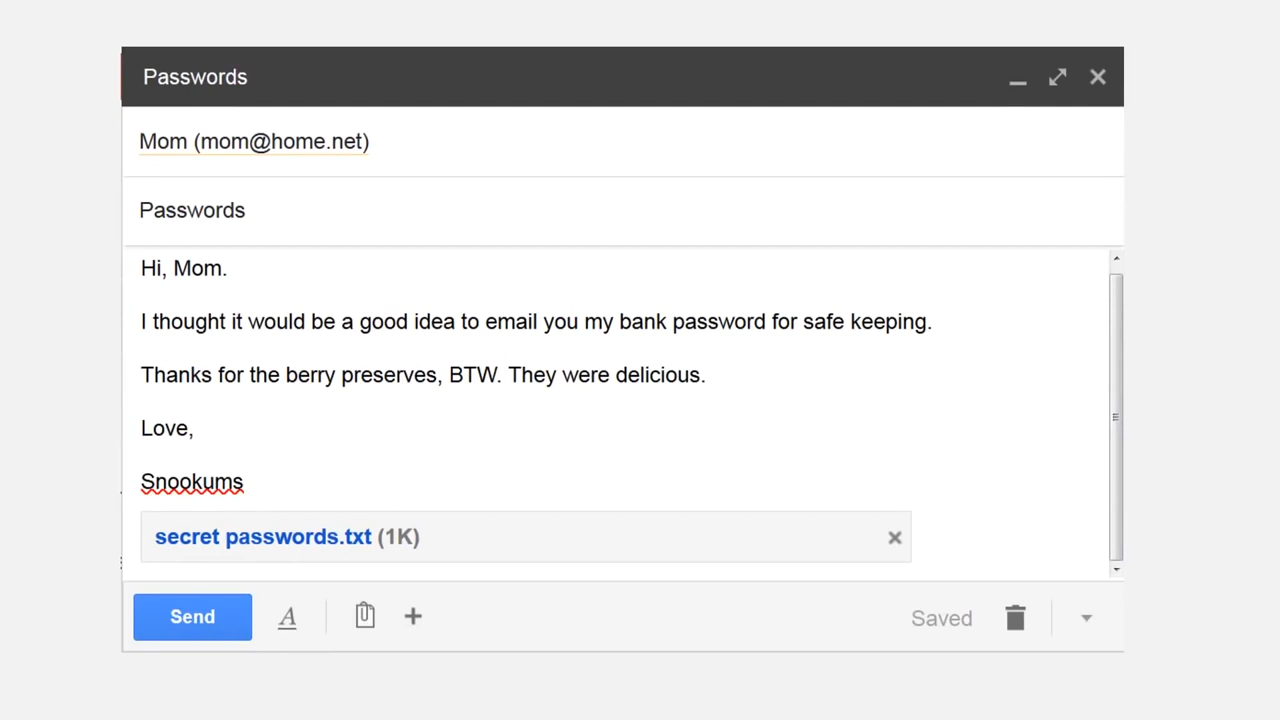 Passwords
Mom (mom@home.net)
Passwords
Hi, Mom.
I thought it would be a good idea to email you my bank password for safe keeping.
Thanks for the berry preserves, BTW. They were delicious.
Love,
Snookums
secret passwords.txt (1K)
Send A Saved